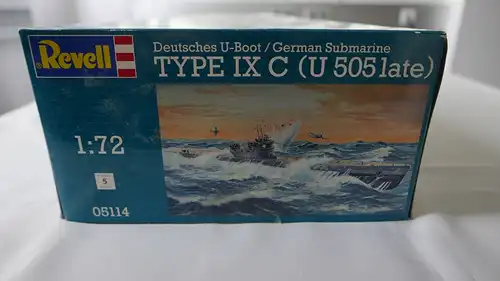 Revell
Deutsches U-Boot / German Submarine
TYPE IX C (U 505 late)
1:72
5
05114